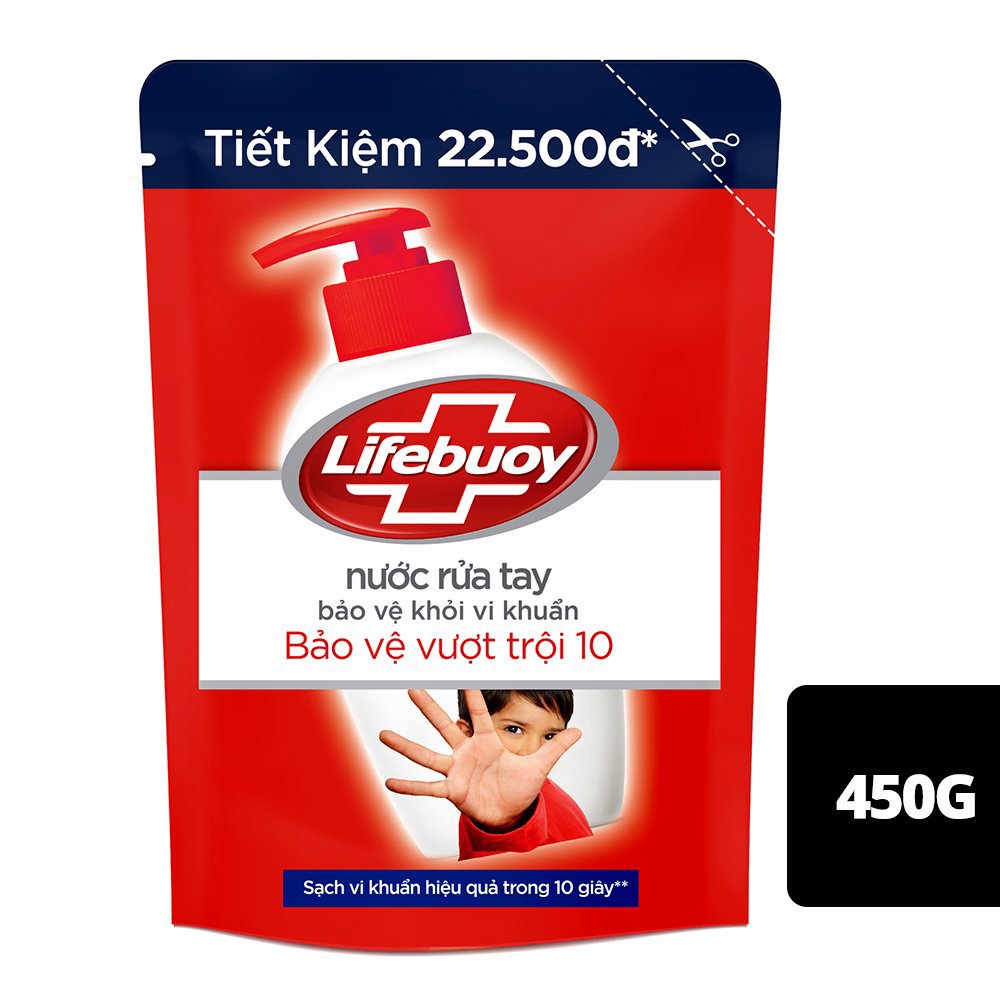 Tiết Kiệm 22.500đ*
Lifebuoy
nước rửa tay
bảo vệ khỏi vi khuẩn
Bảo vệ vượt trội 10
450G
Sạch vi khuẩn hiệu quả trong 10 giây**